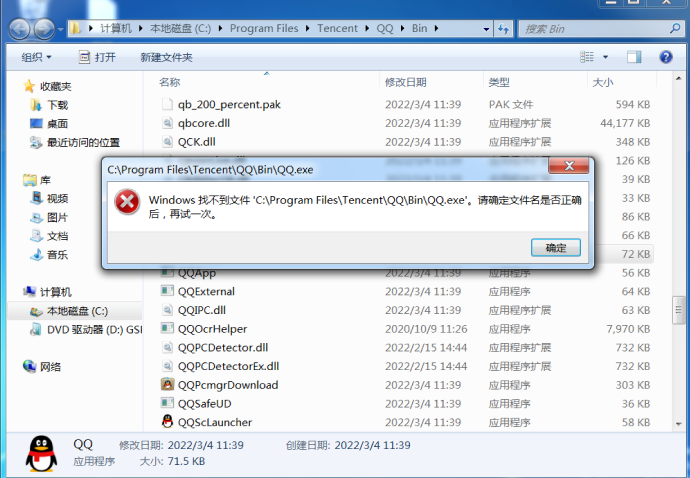 计算机 本地磁盘 (C:) Program Files Tencent QQ Bin 搜索 Bin
组织 打开 新建文件夹
名称 修改日期 类型 大小
收藏夹
下载
桌面
最近访问的位置
库
视频
图片
文档
音乐
计算机
本地磁盘 (C:)
DVD 驱动器 (D:) GSI
网络
qb_200_percent.pak 2022/3/4 11:39 PAK 文件 594 KB
qbcore.dll 2022/3/4 11:39 应用程序扩展 44,177 KB
QCK.dll 2022/3/4 11:39 应用程序扩展 348 KB
126 KB
39 KB
33 KB
86 KB
66 KB
72 KB
C:\Program Files\Tencent\QQ\Bin\QQ.exe
Windows 找不到文件 'C:\Program Files\Tencent\QQ\Bin\QQ.exe'。请确定文件名是否正确
后，再试一次。
确定
QQApp 2022/3/4 11:39 应用程序 56 KB
QQExternal 2022/3/4 11:39 应用程序 64 KB
QQIPC.dll 2022/3/4 11:39 应用程序扩展 63 KB
QQOcrHelper 2020/10/9 11:26 应用程序 7,970 KB
QQPCDetector.dll 2022/2/15 14:44 应用程序扩展 732 KB
QQPCDetectorEx.dll 2022/2/15 14:44 应用程序扩展 732 KB
QQPcmgrDownload 2022/3/4 11:39 应用程序 303 KB
QQSafeUD 2022/3/4 11:39 应用程序 36 KB
QQScLauncher 2022/3/4 11:39 应用程序 58 KB
QQ 修改日期: 2022/3/4 11:39 创建日期: 2022/3/4 11:39
应用程序 大小: 71.5 KB